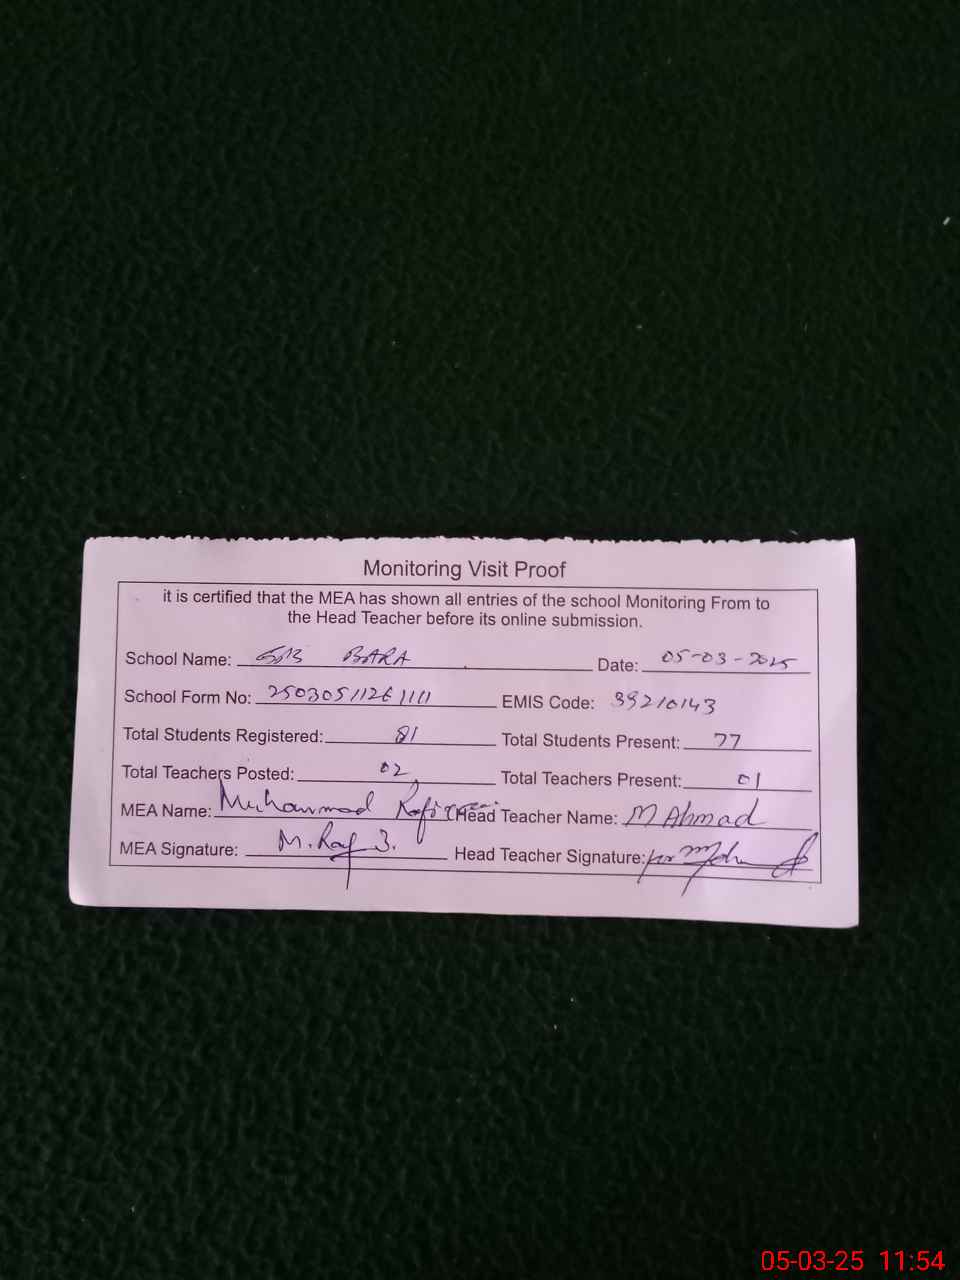 Monitoring Visit Proof
it is certified that the MEA has shown all entries of the school Monitoring From to
the Head Teacher before its online submission.
School Name: BARA Date: 05-03-2025
School Form No: 25030511261111 EMIS Code: 39210143
Total Students Registered: 81 Total Students Present: 77
Total Teachers Posted: 02 Total Teachers Present: 01
MEA Name: Muhammad Head Teacher Name: M Ahmad
MEA Signature: Head Teacher Signature:
05-03-25 11:54